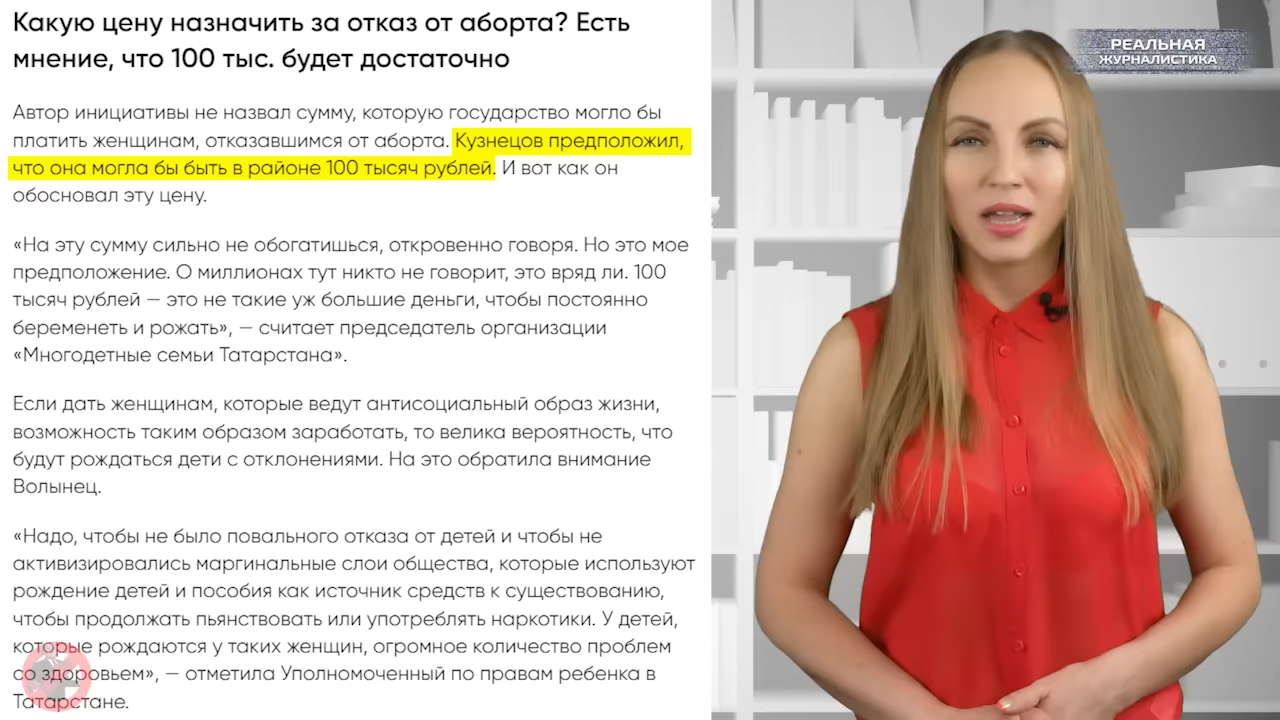 Какую цену назначить за отказ от аборта? Есть
мнение, что 100 тыс. будет достаточно
Автор инициативы не назвал сумму, которую государство могло бы
платить женщинам, отказавшимся от аборта. Кузнецов предположил,
что она могла бы быть в районе 100 тысяч рублей. И вот как он
обосновал эту цену.
«На эту сумму сильно не обогатишься, откровенно говоря. Но это мое
предположение. О миллионах тут никто не говорит, это вряд ли. 100
тысяч рублей — это не такие уж большие деньги, чтобы постоянно
беременеть и рожать», — считает председатель организации
«Многодетные семьи Татарстана».
Если дать женщинам, которые ведут антисоциальный образ жизни,
возможность таким образом заработать, то велика вероятность, что
будут рождаться дети с отклонениями. На это обратила внимание
Волынец.
«Надо, чтобы не было повального отказа от детей и чтобы не
активизировались маргинальные слои общества, которые используют
рождение детей и пособия как источник средств к существованию,
чтобы продолжать пьянствовать или употреблять наркотики. У детей,
которые рождаются у таких женщин, огромное количество проблем
со здоровьем», — отметила Уполномоченный по правам ребенка в
Татарстане.
РЕАЛЬНАЯ
ЖУРНАЛИСТИКА